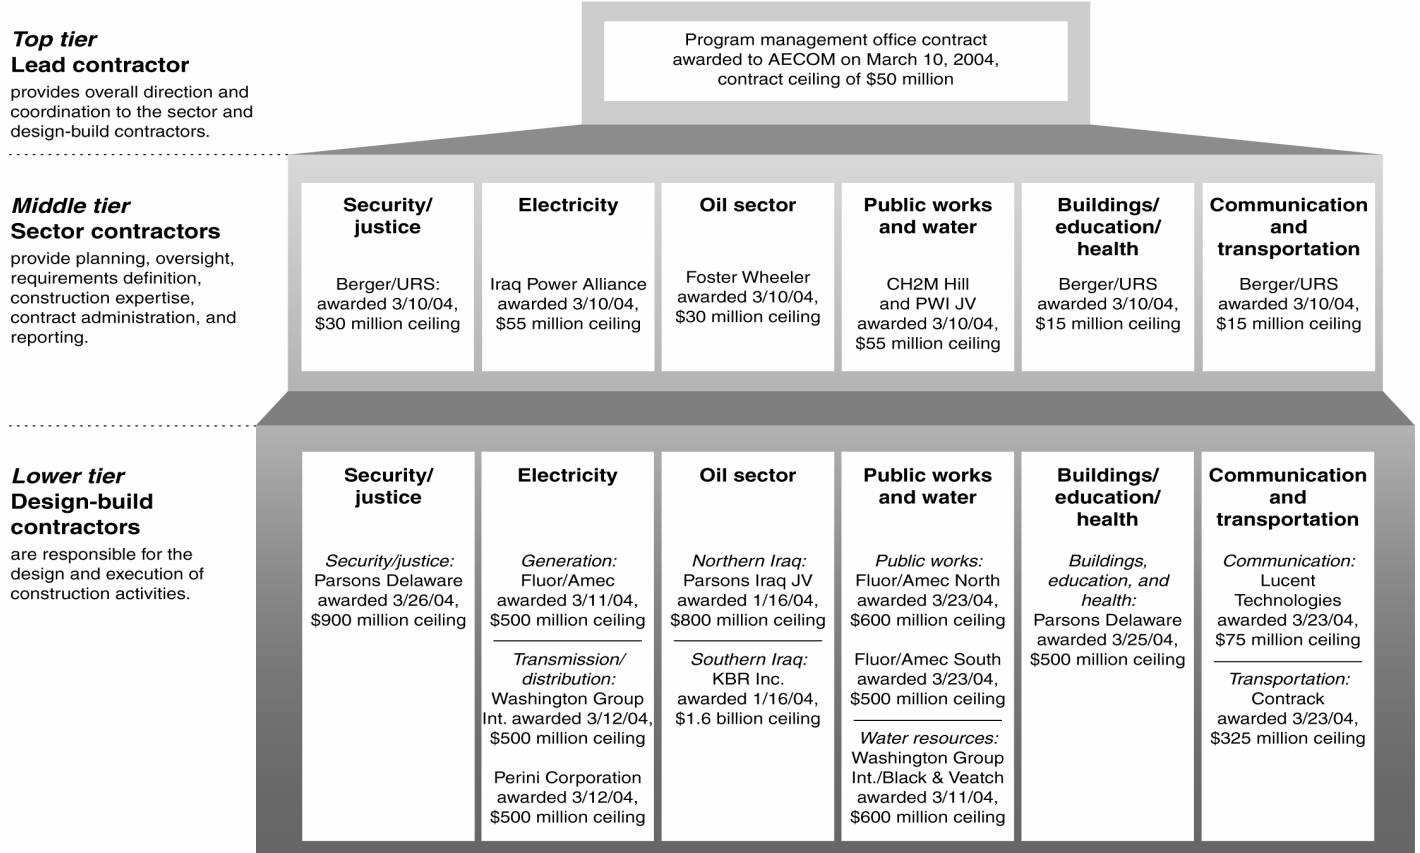 Top tier
Lead contractor
provides overall direction and
coordination to the sector and
design-build contractors.
Program management office contract
awarded to AECOM on March 10, 2004,
contract ceiling of $50 million
Middle tier
Sector contractors
provide planning, oversight,
requirements definition,
construction expertise,
contract administration, and
reporting.
Security/
justice
Berger/URS:
awarded 3/10/04,
$30 million ceiling
Electricity
Iraq Power Alliance
awarded 3/10/04,
$55 million ceiling
Oil sector
Foster Wheeler
awarded 3/10/04,
$30 million ceiling
Public works
and water
CH2M Hill
and PWI JV
awarded 3/10/04,
$55 million ceiling
Buildings/
education/
health
Berger/URS
awarded 3/10/04,
$15 million ceiling
Communication
and
transportation
Berger/URS
awarded 3/10/04,
$15 million ceiling
Lower tier
Design-build
contractors
are responsible for the
design and execution of
construction activities.
Security/
justice
Security/justice:
Parsons Delaware
awarded 3/26/04,
$900 million ceiling
Electricity
Generation:
Fluor/Amec
awarded 3/11/04,
$500 million ceiling
Transmission/
distribution:
Washington Group
Int. awarded 3/12/04,
$500 million ceiling
Perini Corporation
awarded 3/12/04,
$500 million ceiling
Oil sector
Northern Iraq:
Parsons Iraq JV
awarded 1/16/04,
$800 million ceiling
Southern Iraq:
KBR Inc.
awarded 1/16/04,
$1.6 billion ceiling
Public works
and water
Public works:
Fluor/Amec North
awarded 3/23/04,
$600 million ceiling
Fluor/Amec South
awarded 3/23/04,
$500 million ceiling
Water resources:
Washington Group
Int./Black & Veatch
awarded 3/11/04,
$600 million ceiling
Buildings/
education/
health
Buildings,
education, and
health:
Parsons Delaware
awarded 3/25/04,
$500 million ceiling
Communication
and
transportation
Communication:
Lucent
Technologies
awarded 3/23/04,
$75 million ceiling
Transportation:
Contrack
awarded 3/23/04,
$325 million ceiling